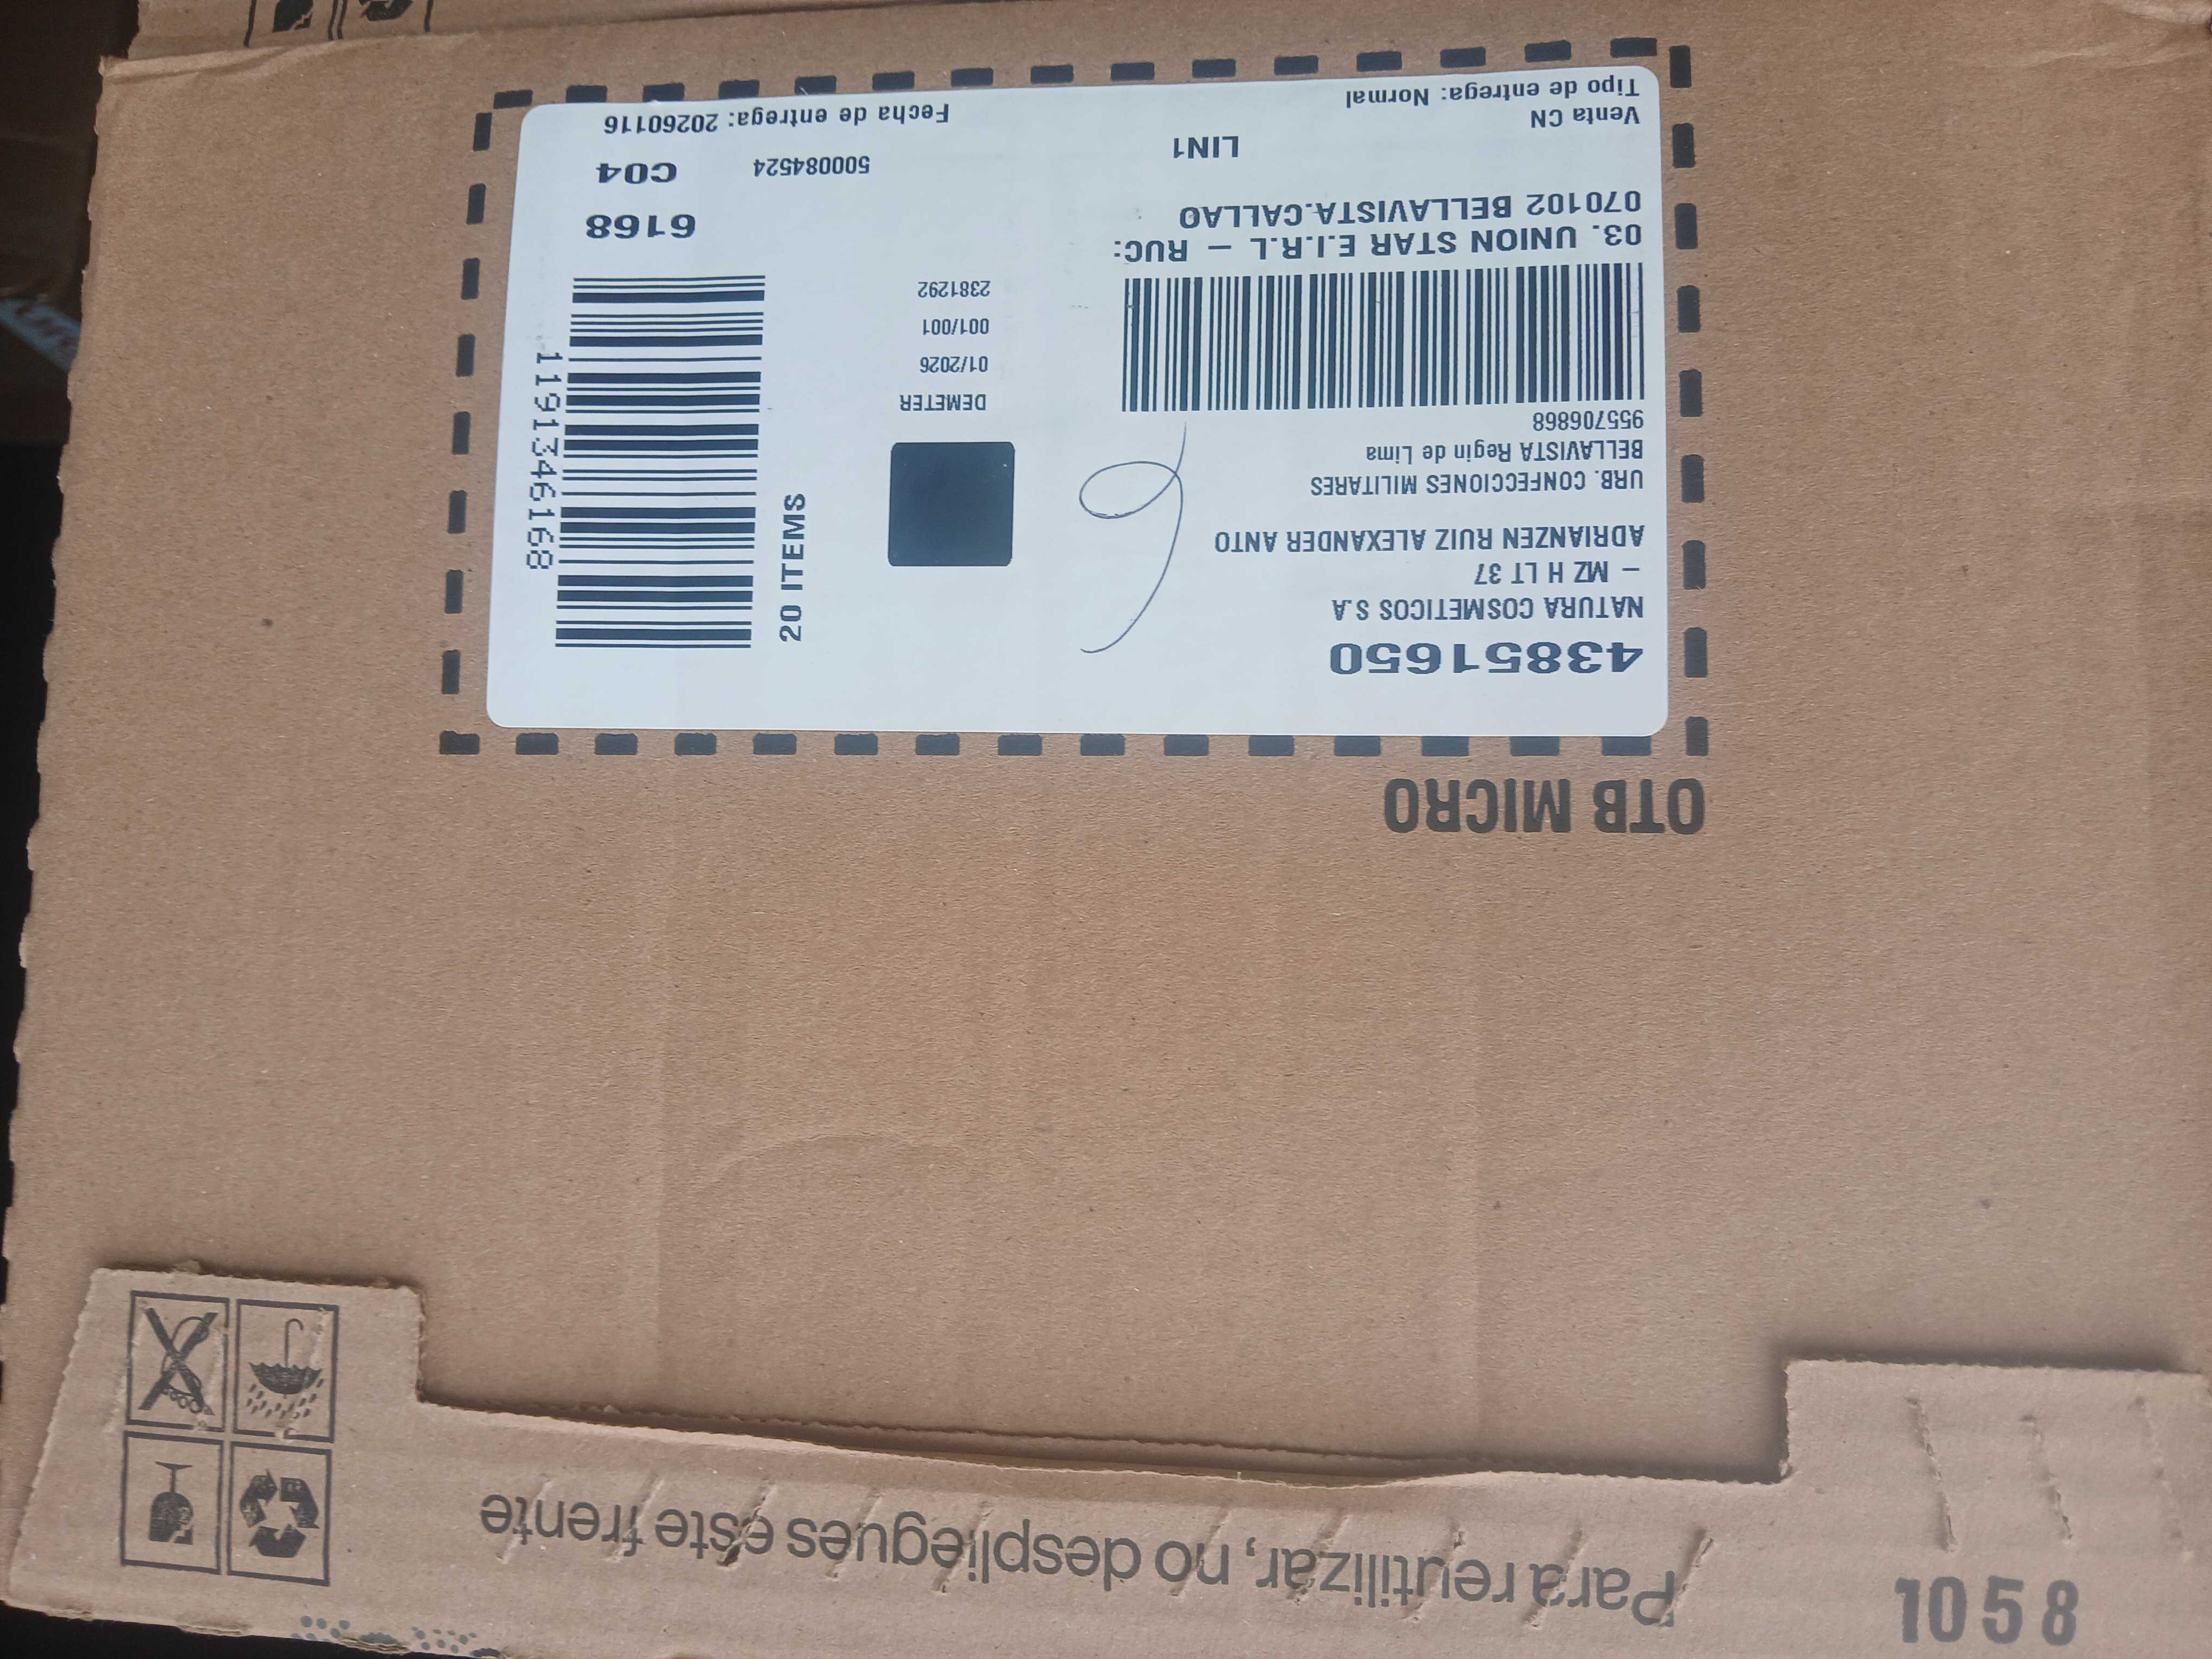 OTB MICRO
43851650
NATURA COSMETICOS S.A
- MZ H LT 37
ADRIANZEN RUIZ ALEXANDER ANTO
URB. CONFECCIONES MILITARES
BELLAVISTA Regin de Lima
955706868
03. UNION STAR E.I.R.L - RUC:
070102 BELLAVISTA.CALLAO
LIN1
Venta CN
Tipo de entrega: Normal
DEMETER
01/2026
001/001
2381292
20 ITEMS
1191346168
6168
500084524
C04
Fecha de entrega: 20260116
Para reutilizar, no despliegues este frente
1058